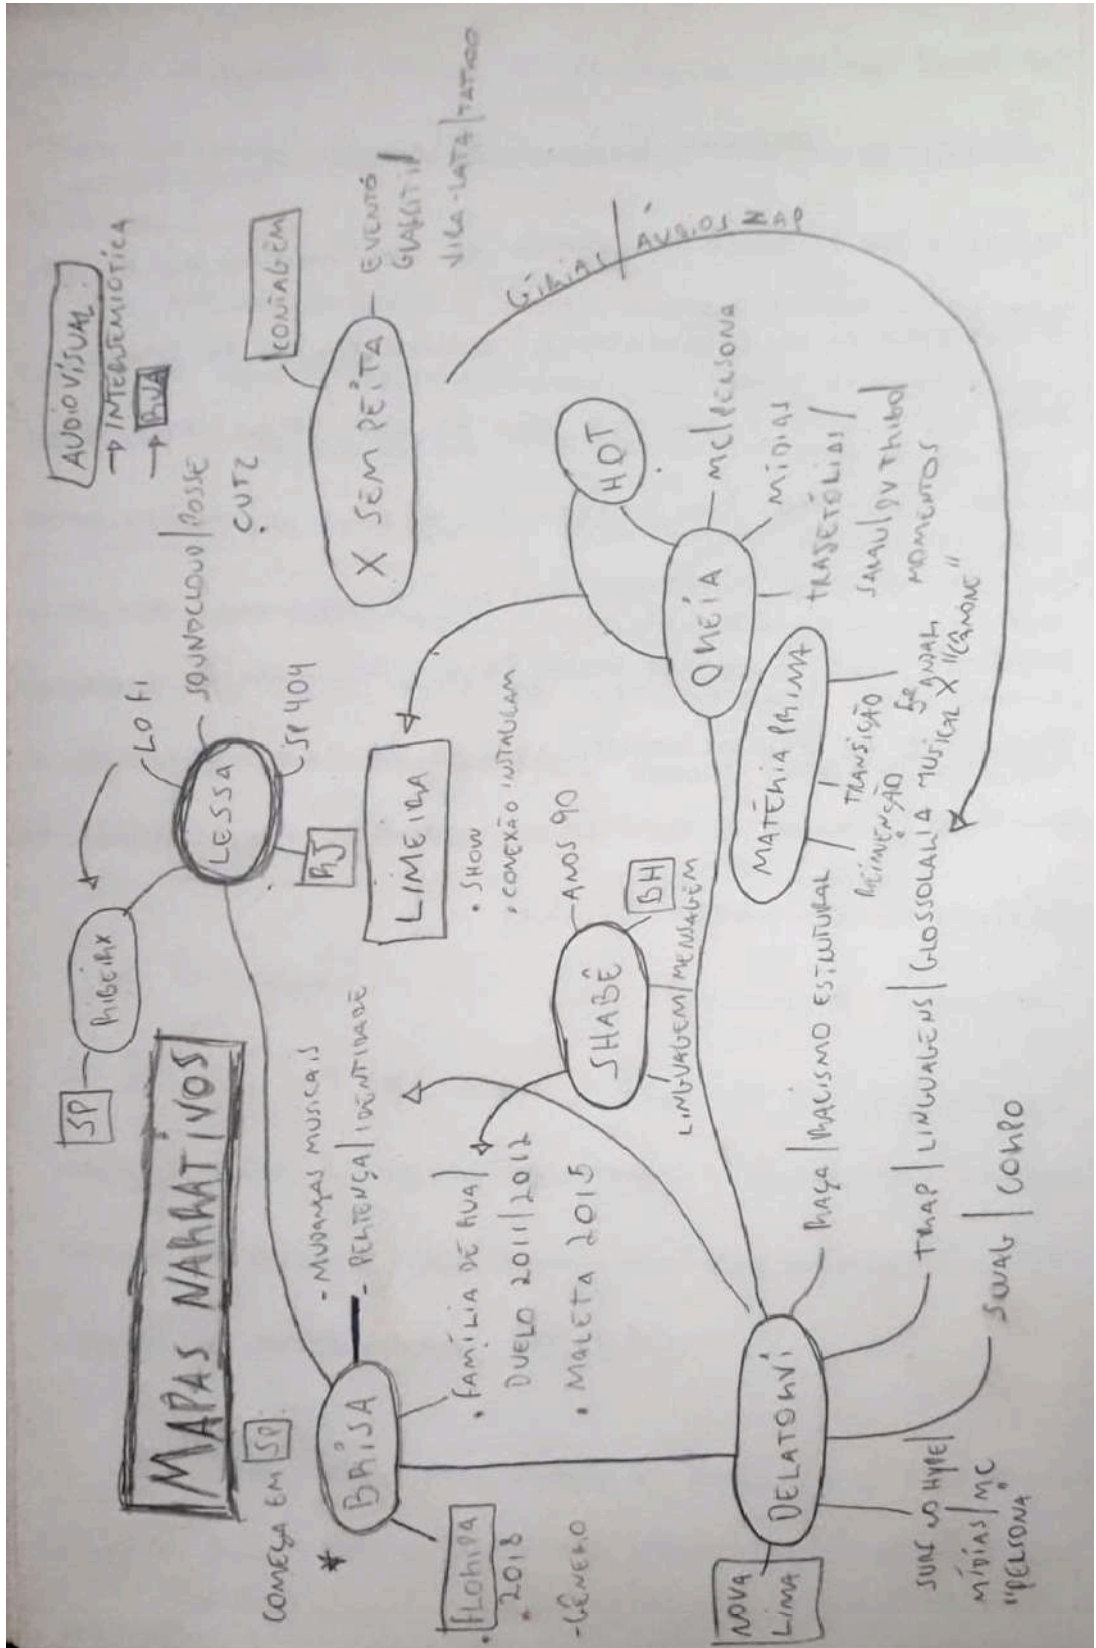 MAPAS NARRATIVOS
SP
RIBEIRX
LO FI
LESSA
SOUNDCLOUD/POSSE
CUTZ
SP 404
RJ
AUDIOVISUAL:
→ INTERSEMIÓTICA
→ RUA
COMEÇA EM SP
* BRISA
- MUDANÇAS MUSICAIS
- PERTENÇA/IDENTIDADE
• FAMÍLIA DE RUA/
DUELO 2011/2012
• MALETA 2015
• FLORIPA
• 2018
- GÊNERO
LIMEIRA
• SHOW
• CONEXÃO INSTAGRAM
X SEM PEITA
CONTAGEM
EVENTO
GRAFFITI/
VIRA-LATA/TATICO
GÍRIAS/ÁUDIOS ZAP
SHABÊ
ANOS 90
BH
LINGUAGEM/MENSAGEM
HOT
OREIA
MC/PERSONA
MÍDIAS
TRAJETÓRIAS/
MOMENTOS
MATÉRIA PRIMA
TRANSIÇÃO
REINVENÇÃO
NOVA
LIMA
DELATORVI
RAÇA/RACISMO ESTRUTURAL
TRAP/LINGUAGENS/GLOSSOLALIA MUSICAL X "CÂNONE"
SWAG/CORPO
SURF NO HYPE/
MÍDIAS/MC
"PERSONA